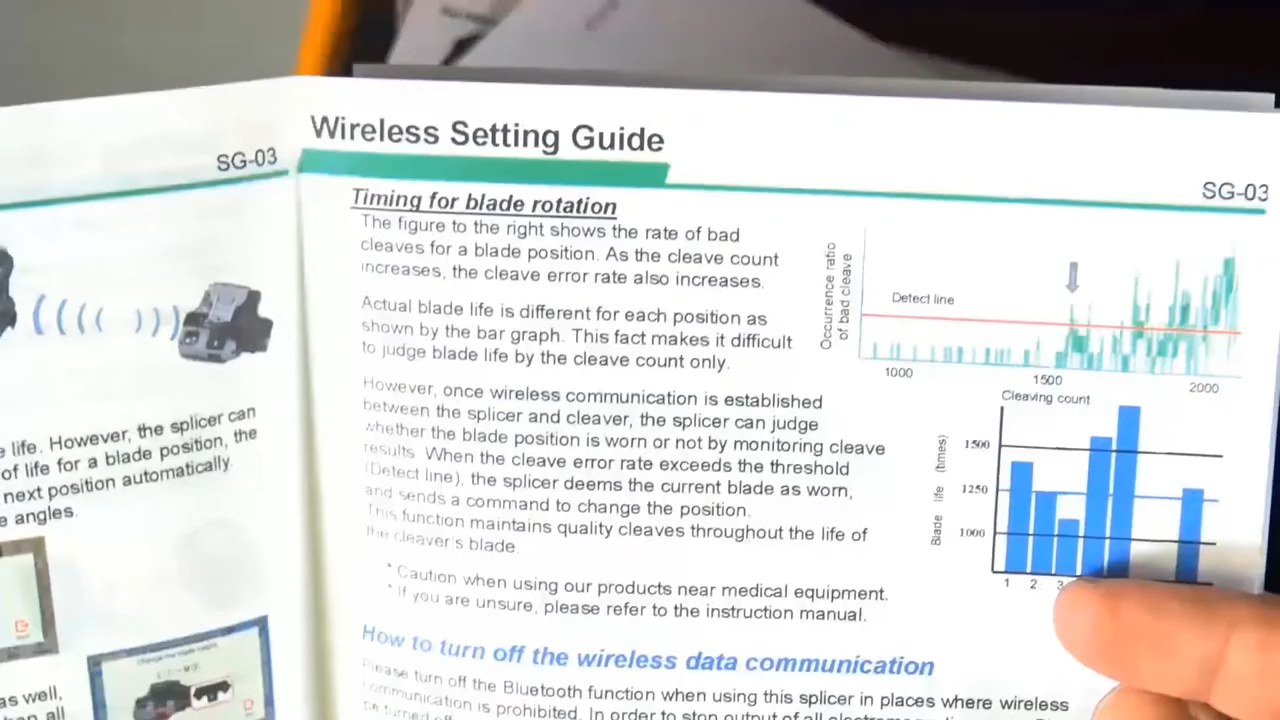 SG-03
e life. However, the splicer can
of life for a blade position, the
next position automatically.
e angles.
as well,
Wireless Setting Guide
SG-03
Timing for blade rotation
The figure to the right shows the rate of bad
cleaves for a blade position. As the cleave count
increases, the cleave error rate also increases.
Actual blade life is different for each position as
shown by the bar graph. This fact makes it difficult
to judge blade life by the cleave count only.
However, once wireless communication is established
between the splicer and cleaver, the splicer can judge
whether the blade position is worn or not by monitoring cleave
results. When the cleave error rate exceeds the threshold
(Detect line), the splicer deems the current blade as worn,
and sends a command to change the position.
This function maintains quality cleaves throughout the life of
the cleaver's blade.
* Caution when using our products near medical equipment.
* If you are unsure, please refer to the instruction manual.
How to turn off the wireless data communication
Please turn off the Bluetooth function when using this splicer in places where wireless
communication is prohibited. In order to stop output of all
Occurrence ratio
of bad cleave
Detect line
1000 1500 2000
Cleaving count
Blade life (times)
1500
1250
1000
1 2 3